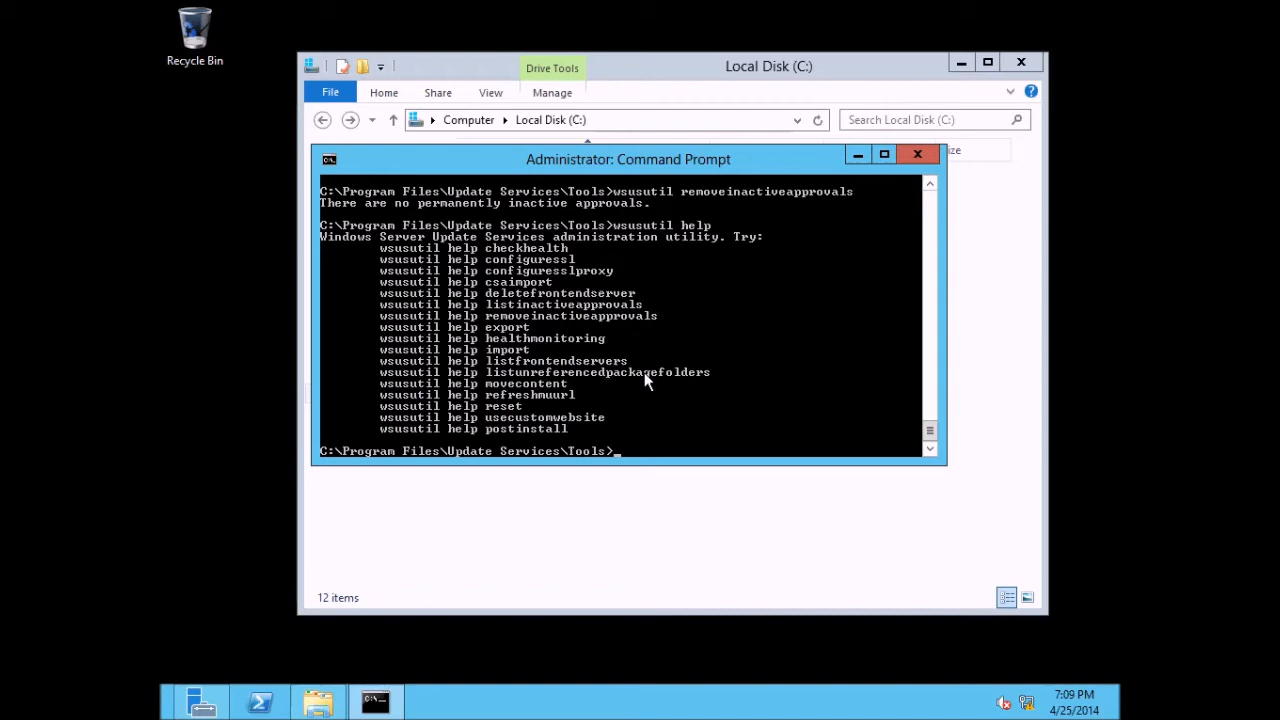 Recycle Bin
Drive Tools
Local Disk (C:)
File
Home
Share
View
Manage
Computer
Local Disk (C:)
Search Local Disk (C:)
ze
Administrator: Command Prompt
C:\Program Files\Update Services\Tools>wsusutil removeinactiveapprovals
There are no permanently inactive approvals.
C:\Program Files\Update Services\Tools>wsusutil help
Windows Server Update Services administration utility. Try:
wsusutil help checkhealth
wsusutil help configuressl
wsusutil help configuresslproxy
wsusutil help csaimport
wsusutil help deletefrontendserver
wsusutil help listinactiveapprovals
wsusutil help removeinactiveapprovals
wsusutil help export
wsusutil help healthmonitoring
wsusutil help import
wsusutil help listfrontendservers
wsusutil help listunreferencedpackagefolders
wsusutil help movecontent
wsusutil help refreshmuurl
wsusutil help reset
wsusutil help usecustomwebsite
wsusutil help postinstall
C:\Program Files\Update Services\Tools>_
12 items
7:09 PM
4/25/2014